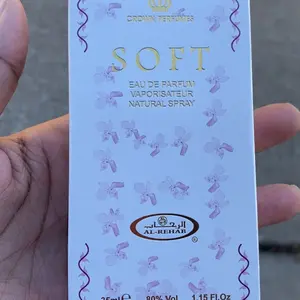 CROWN PERFUMES
SOFT
EAU DE PARFUM
VAPORISATEUR
NATURAL SPRAY
الرحاب
AL-REHAB
®
35ml℮ 80% Vol 1.15 Fl.Oz